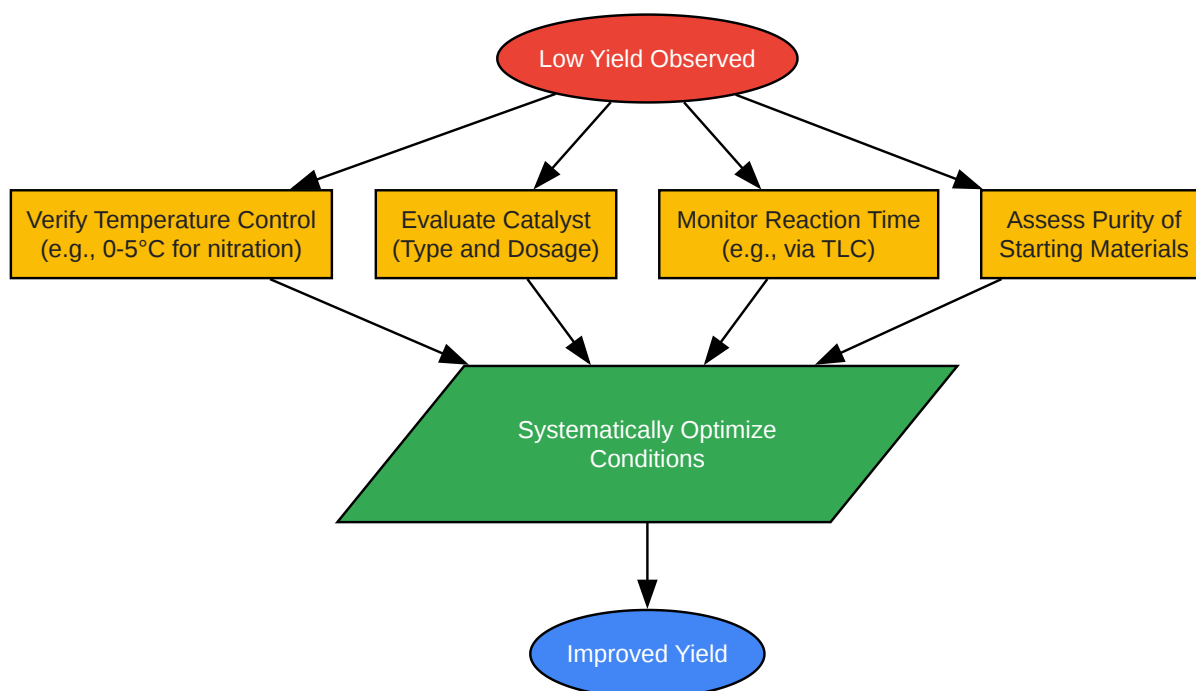 Low Yield Observed
Verify Temperature Control
(e.g., 0-5°C for nitration)
Evaluate Catalyst
(Type and Dosage)
Monitor Reaction Time
(e.g., via TLC)
Assess Purity of
Starting Materials
Systematically Optimize
Conditions
Improved Yield